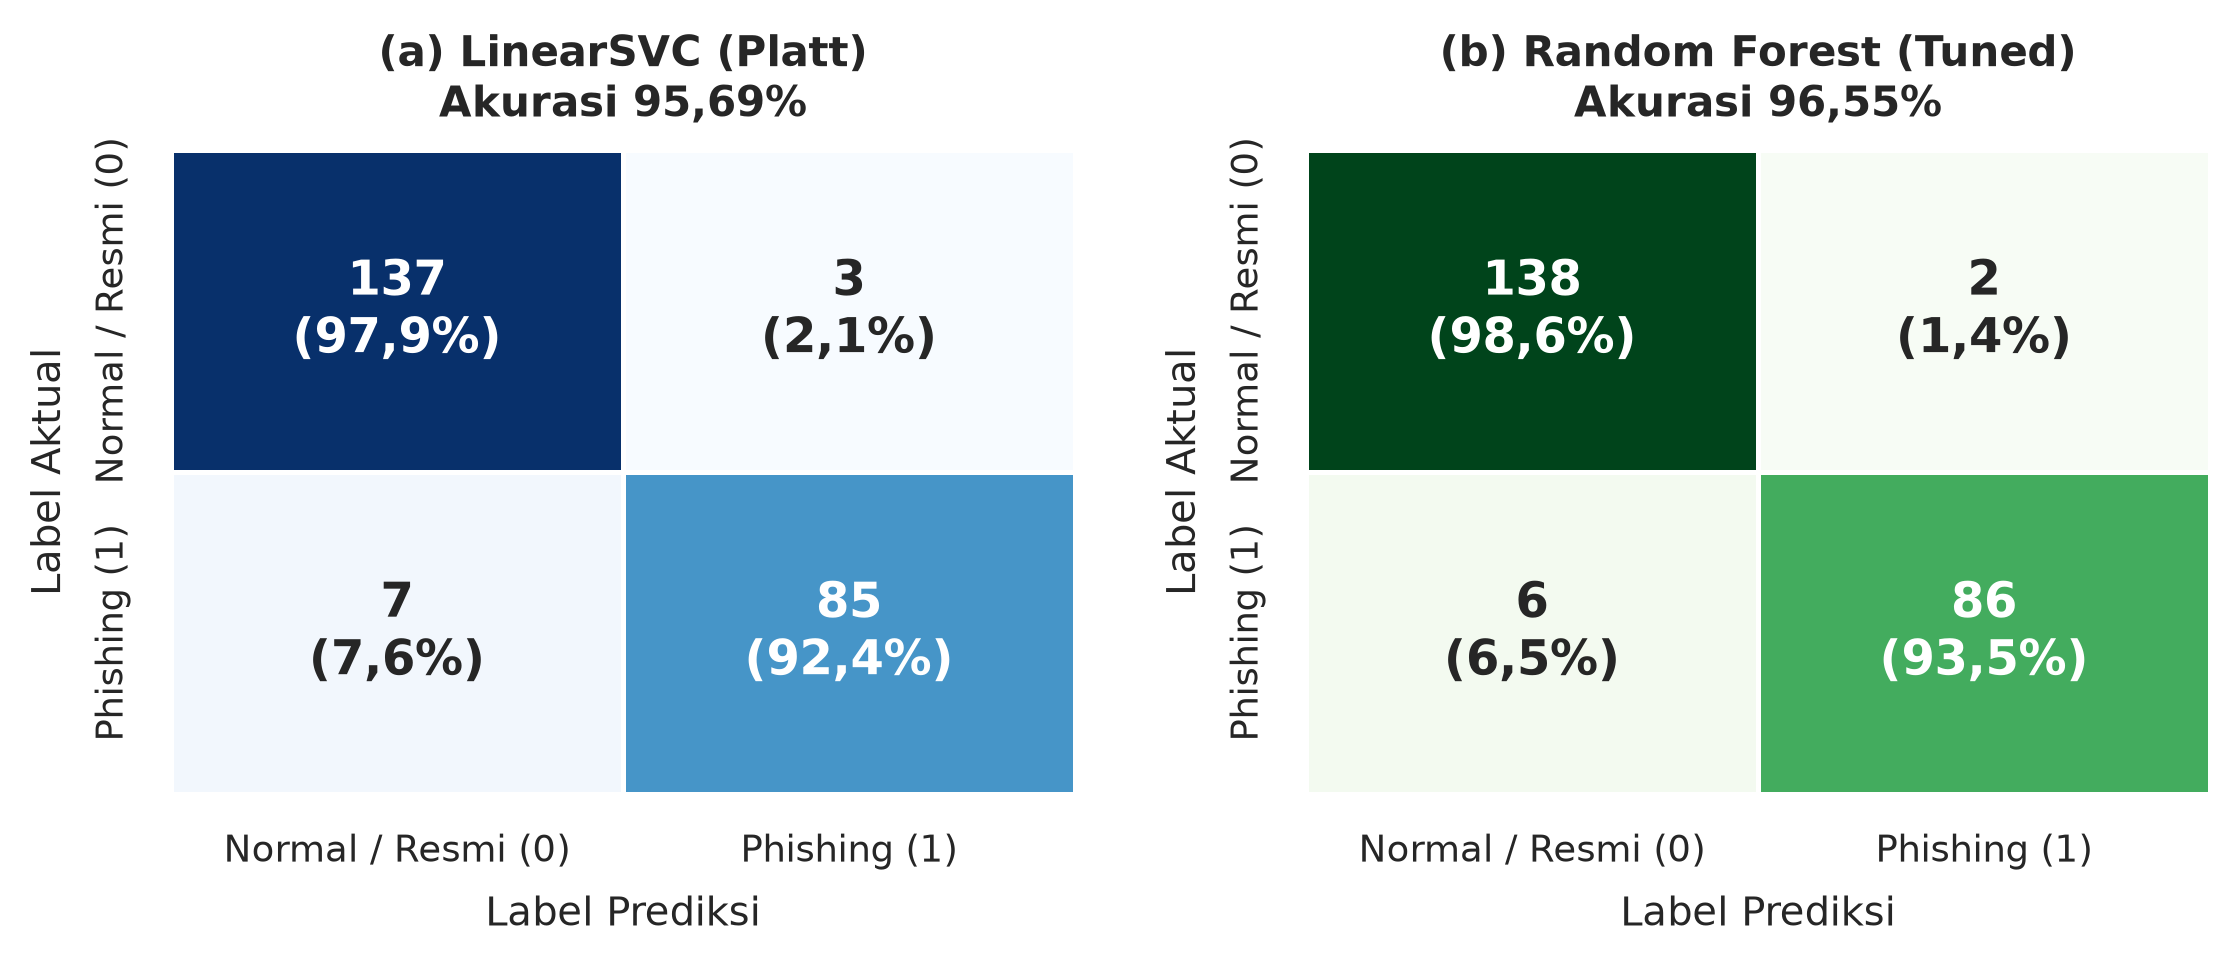 (a) LinearSVC (Platt)
Akurasi 95,69%
Label Aktual
Normal / Resmi (0)
Phishing (1)
137
(97,9%)
3
(2,1%)
7
(7,6%)
85
(92,4%)
Normal / Resmi (0)
Phishing (1)
Label Prediksi
(b) Random Forest (Tuned)
Akurasi 96,55%
Label Aktual
Normal / Resmi (0)
Phishing (1)
138
(98,6%)
2
(1,4%)
6
(6,5%)
86
(93,5%)
Normal / Resmi (0)
Phishing (1)
Label Prediksi